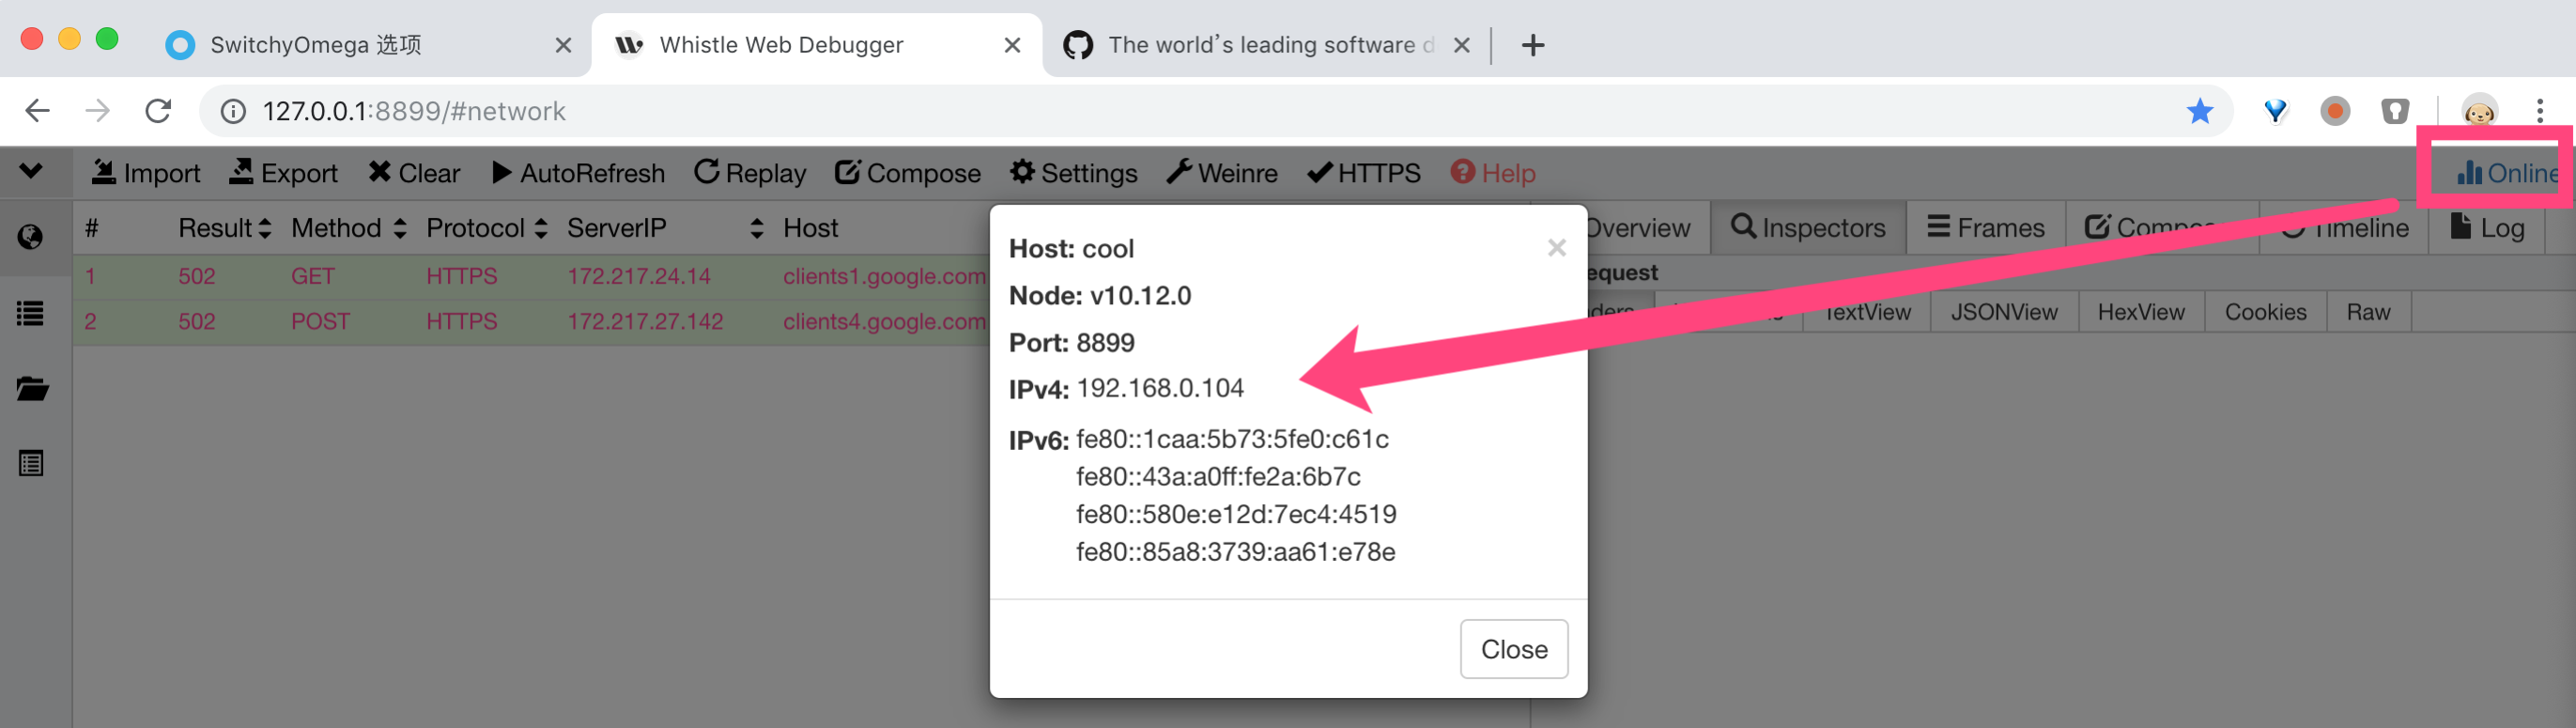 SwitchyOmega 选项
Whistle Web Debugger
The world's leading software d
127.0.0.1:8899/#network
Import Export Clear AutoRefresh Replay Compose Settings Weinre HTTPS Help Online
# Result Method Protocol ServerIP Host
Overview Inspectors Frames Compo Timeline Log
1 502 GET HTTPS 172.217.24.14 clients1.google.com
2 502 POST HTTPS 172.217.27.142 clients4.google.com
equest
ders TextView JSONView HexView Cookies Raw
Host: cool
Node: v10.12.0
Port: 8899
IPv4: 192.168.0.104
IPv6: fe80::1caa:5b73:5fe0:c61c
fe80::43a:a0ff:fe2a:6b7c
fe80::580e:e12d:7ec4:4519
fe80::85a8:3739:aa61:e78e
Close